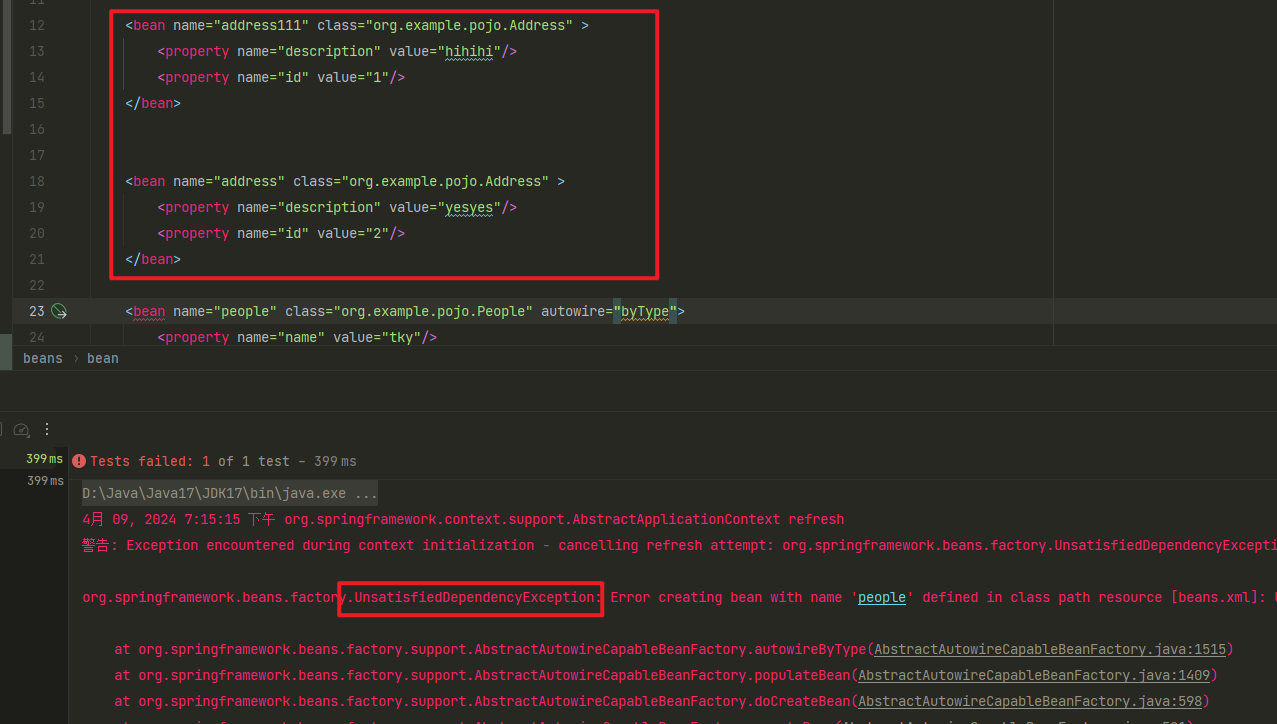 11
12 <bean name="address111" class="org.example.pojo.Address" >
13 <property name="description" value="hihihi"/>
14 <property name="id" value="1"/>
15 </bean>
16
17
18 <bean name="address" class="org.example.pojo.Address" >
19 <property name="description" value="yesyes"/>
20 <property name="id" value="2"/>
21 </bean>
22
23 <bean name="people" class="org.example.pojo.People" autowire="byType">
24 <property name="name" value="tky"/>
beans › bean
399 ms
Tests failed: 1 of 1 test – 399 ms
399 ms
D:\Java\Java17\JDK17\bin\java.exe ...
4月 09, 2024 7:15:15 下午 org.springframework.context.support.AbstractApplicationContext refresh
警告: Exception encountered during context initialization - cancelling refresh attempt: org.springframework.beans.factory.UnsatisfiedDependencyExcepti
org.springframework.beans.factory.UnsatisfiedDependencyException: Error creating bean with name 'people' defined in class path resource [beans.xml]:
at org.springframework.beans.factory.support.AbstractAutowireCapableBeanFactory.autowireByType(AbstractAutowireCapableBeanFactory.java:1515)
at org.springframework.beans.factory.support.AbstractAutowireCapableBeanFactory.populateBean(AbstractAutowireCapableBeanFactory.java:1409)
at org.springframework.beans.factory.support.AbstractAutowireCapableBeanFactory.doCreateBean(AbstractAutowireCapableBeanFactory.java:598)